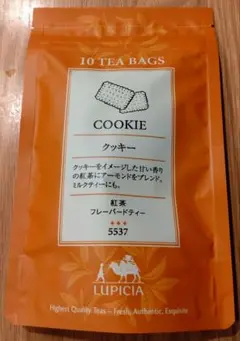 10 TEA BAGS
COOKIE
クッキー
クッキーをイメージした甘い香り
の紅茶にアーモンドをブレンド。
ミルクティーにも。
紅茶
フレーバードティー
5537
LUPICIA
Highest Quality Teas – Fresh, Authentic, Exquisite